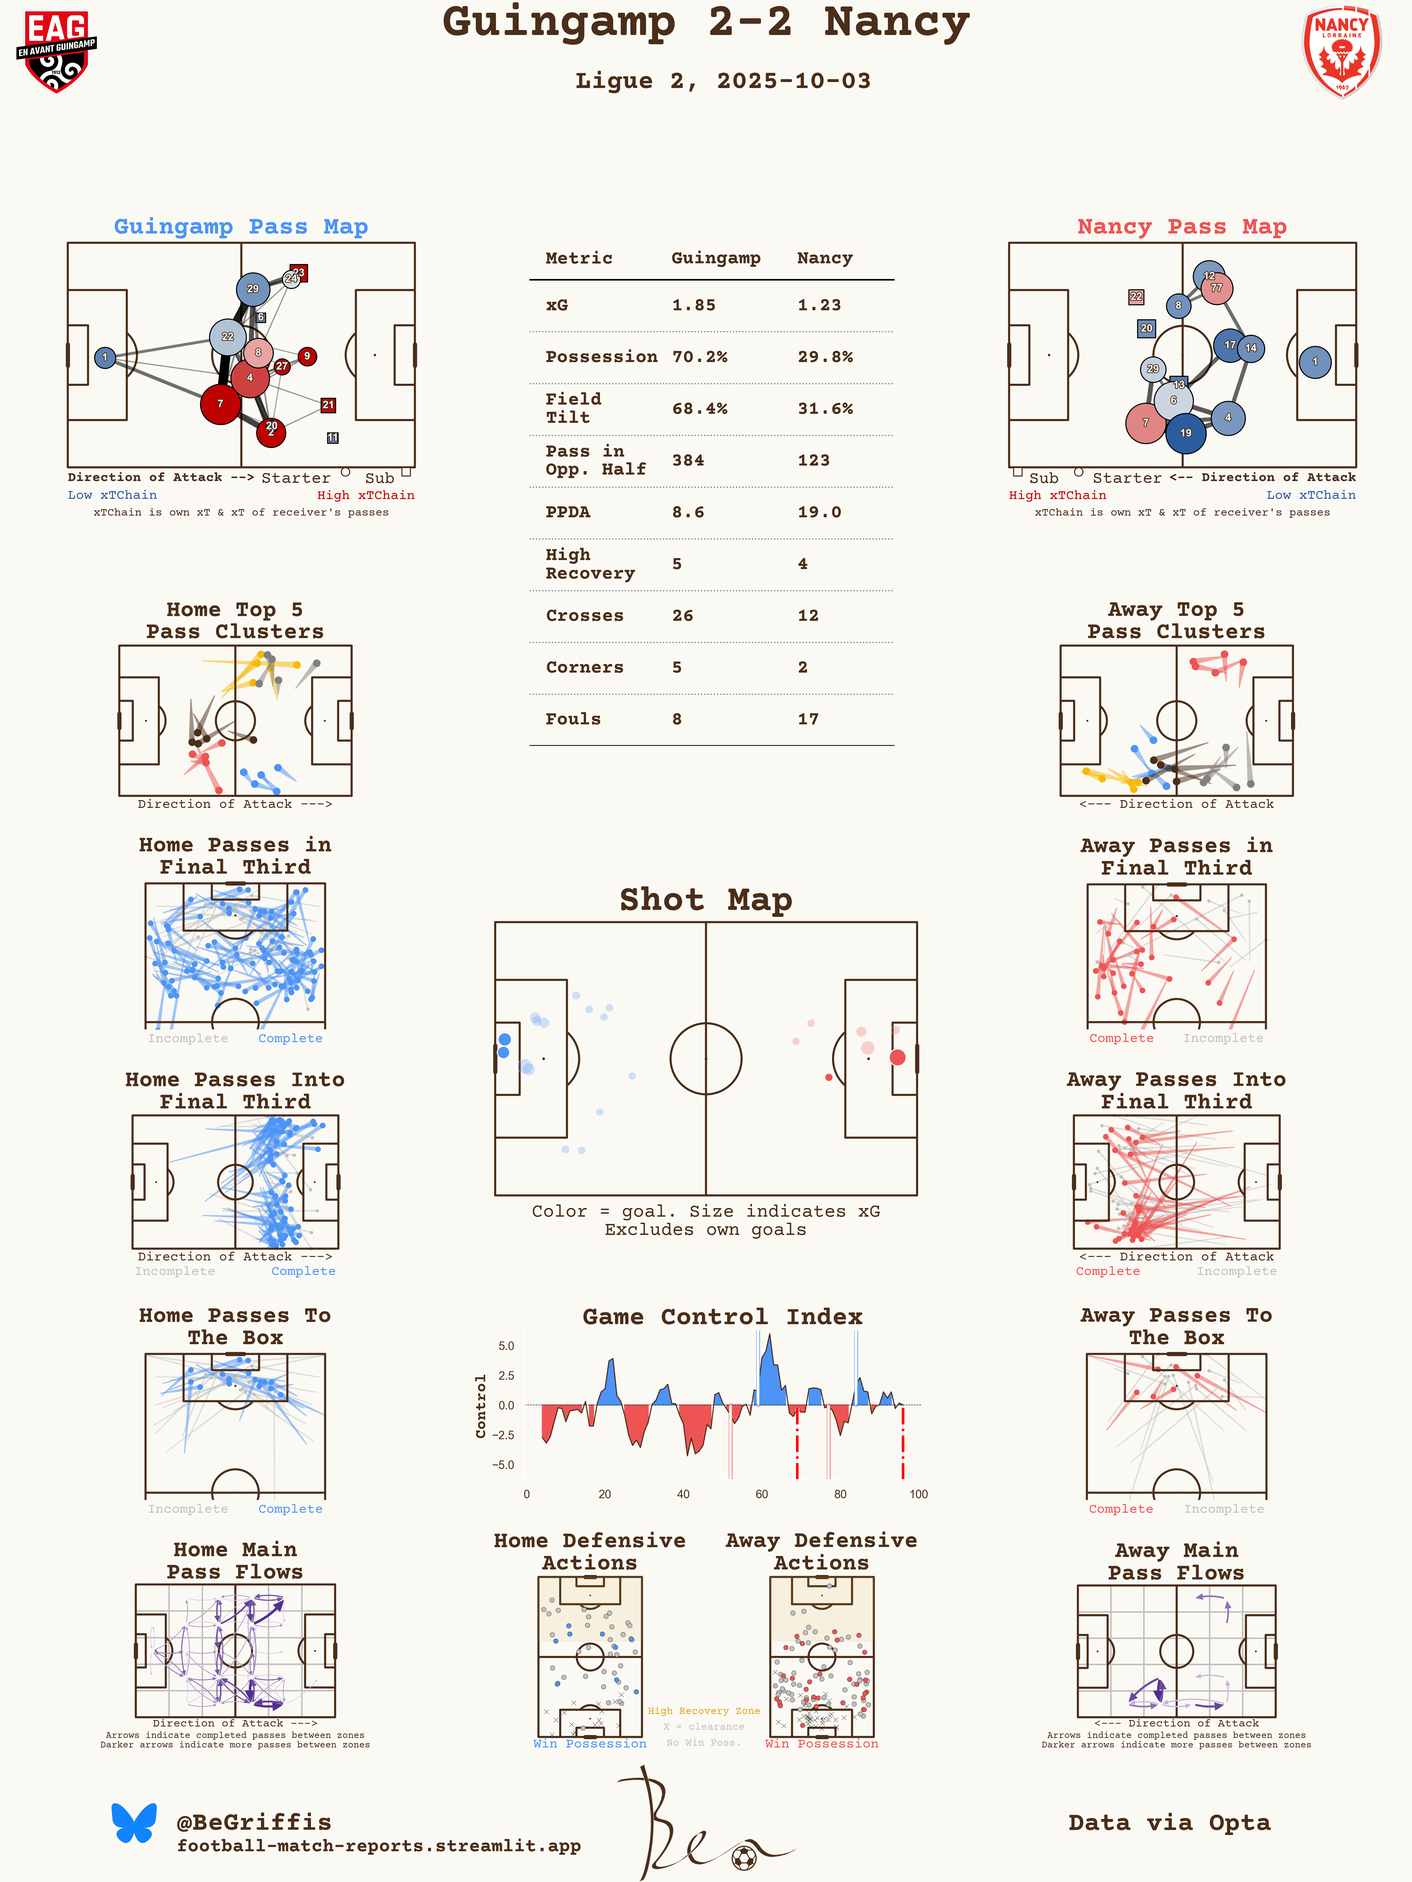 Guingamp 2-2 Nancy
Ligue 2, 2025-10-03
EAG
EN AVANT GUINGAMP
1912
NANCY
LORRAINE
1967
Guingamp Pass Map
1
29
22
7
4
8
27
9
24
23
6
20
2
21
11
Direction of Attack --> Starter Sub
Low xTChain High xTChain
xTChain is own xT & xT of receiver's passes
Metric Guingamp Nancy
xG 1.85 1.23
Possession 70.2% 29.8%
Field
Tilt 68.4% 31.6%
Pass in
Opp. Half 384 123
PPDA 8.6 19.0
High
Recovery 5 4
Crosses 26 12
Corners 5 2
Fouls 8 17
Nancy Pass Map
12
77
22
8
20
17
14
1
29
13
6
7
19
4
Sub Starter <-- Direction of Attack
High xTChain Low xTChain
xTChain is own xT & xT of receiver's passes
Home Top 5
Pass Clusters
Direction of Attack --->
Away Top 5
Pass Clusters
<--- Direction of Attack
Home Passes in
Final Third
Incomplete Complete
Away Passes in
Final Third
Complete Incomplete
Shot Map
Color = goal. Size indicates xG
Excludes own goals
Home Passes Into
Final Third
Direction of Attack --->
Incomplete Complete
Away Passes Into
Final Third
<--- Direction of Attack
Complete Incomplete
Home Passes To
The Box
Incomplete Complete
Game Control Index
Control
5.0
2.5
0.0
−2.5
−5.0
0 20 40 60 80 100
Away Passes To
The Box
Complete Incomplete
Home Main
Pass Flows
Direction of Attack --->
Arrows indicate completed passes between zones
Darker arrows indicate more passes between zones
Home Defensive
Actions
Win Possession
High Recovery Zone
X = clearance
No Win Poss.
Away Defensive
Actions
Win Possession
Away Main
Pass Flows
<--- Direction of Attack
Arrows indicate completed passes between zones
Darker arrows indicate more passes between zones
@BeGriffis
football-match-reports.streamlit.app
Ben
Data via Opta